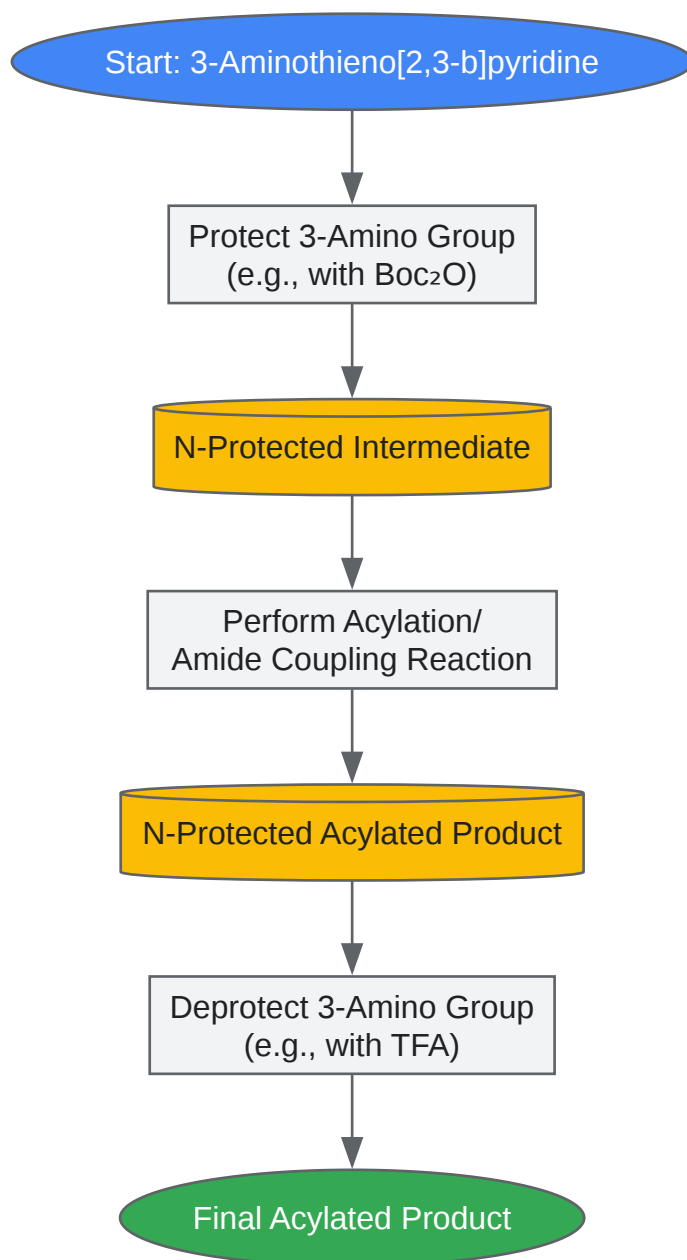 Start: 3-Aminothieno[2,3-b]pyridine
Protect 3-Amino Group
(e.g., with Boc₂O)
N-Protected Intermediate
Perform Acylation/
Amide Coupling Reaction
N-Protected Acylated Product
Deprotect 3-Amino Group
(e.g., with TFA)
Final Acylated Product